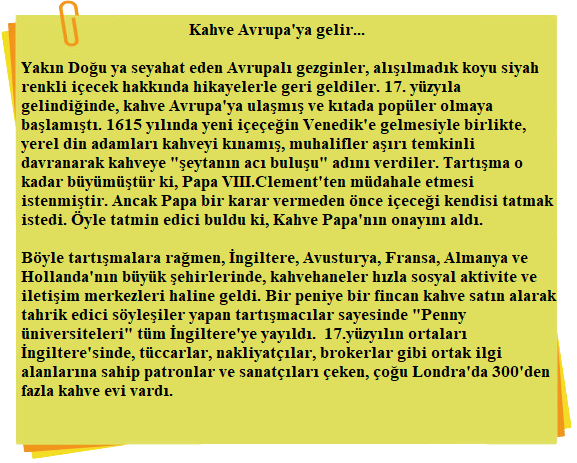 Kahve Avrupa'ya gelir...
Yakın Doğu ya seyahat eden Avrupalı gezginler, alışılmadık koyu siyah
renkli içecek hakkında hikayelerle geri geldiler. 17. yüzyıla
gelindiğinde, kahve Avrupa'ya ulaşmış ve kıtada popüler olmaya
başlamıştı. 1615 yılında yeni içeçeğin Venedik'e gelmesiyle birlikte,
yerel din adamları kahveyi kınamış, muhalifler aşırı temkinli
davranarak kahveye "şeytanın acı buluşu" adını verdiler. Tartışma o
kadar büyümüştür ki, Papa VIII.Clement'ten müdahale etmesi
istenmiştir. Ancak Papa bir karar vermeden önce içeceği kendisi tatmak
istedi. Öyle tatmin edici buldu ki, Kahve Papa'nın onayını aldı.
Böyle tartışmalara rağmen, İngiltere, Avusturya, Fransa, Almanya ve
Hollanda'nın büyük şehirlerinde, kahvehaneler hızla sosyal aktivite ve
iletişim merkezleri haline geldi. Bir peniye bir fincan kahve satın alarak
tahrik edici söyleşiler yapan tartışmacılar sayesinde "Penny
üniversiteleri" tüm İngiltere'ye yayıldı. 17.yüzyılın ortaları
İngiltere'sinde, tüccarlar, nakliyatçılar, brokerlar gibi ortak ilgi
alanlarına sahip patronlar ve sanatçıları çeken, çoğu Londra'da 300'den
fazla kahve evi vardı.